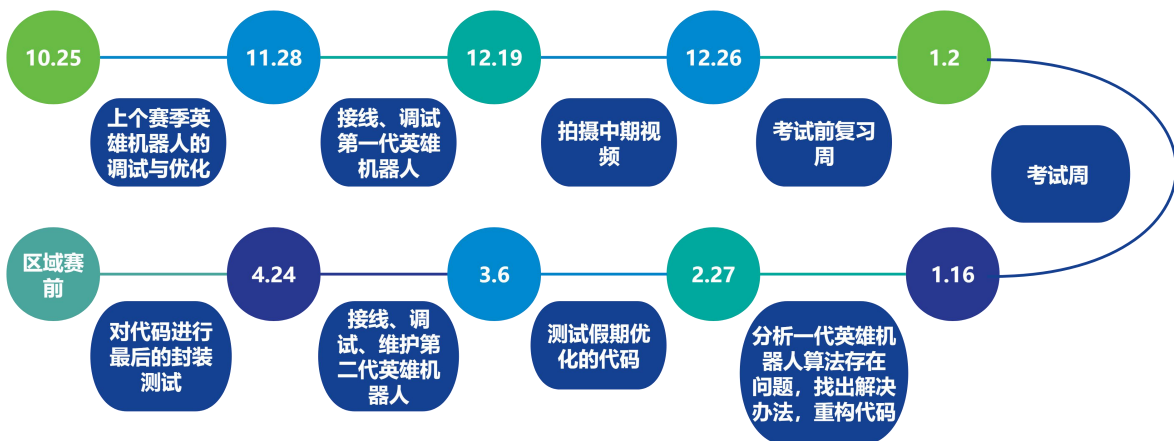 10.25
11.28
12.19
12.26
1.2
上个赛季英
雄机器人的
调试与优化
接线、调试
第一代英雄
机器人
拍摄中期视
频
考试前复习
周
考试周
区域赛
前
4.24
3.6
2.27
1.16
对代码进行
最后的封装
测试
接线、调
试、维护第
二代英雄机
器人
测试假期优
化的代码
分析一代英雄机
器人算法存在
问题，找出解决
办法，重构代码